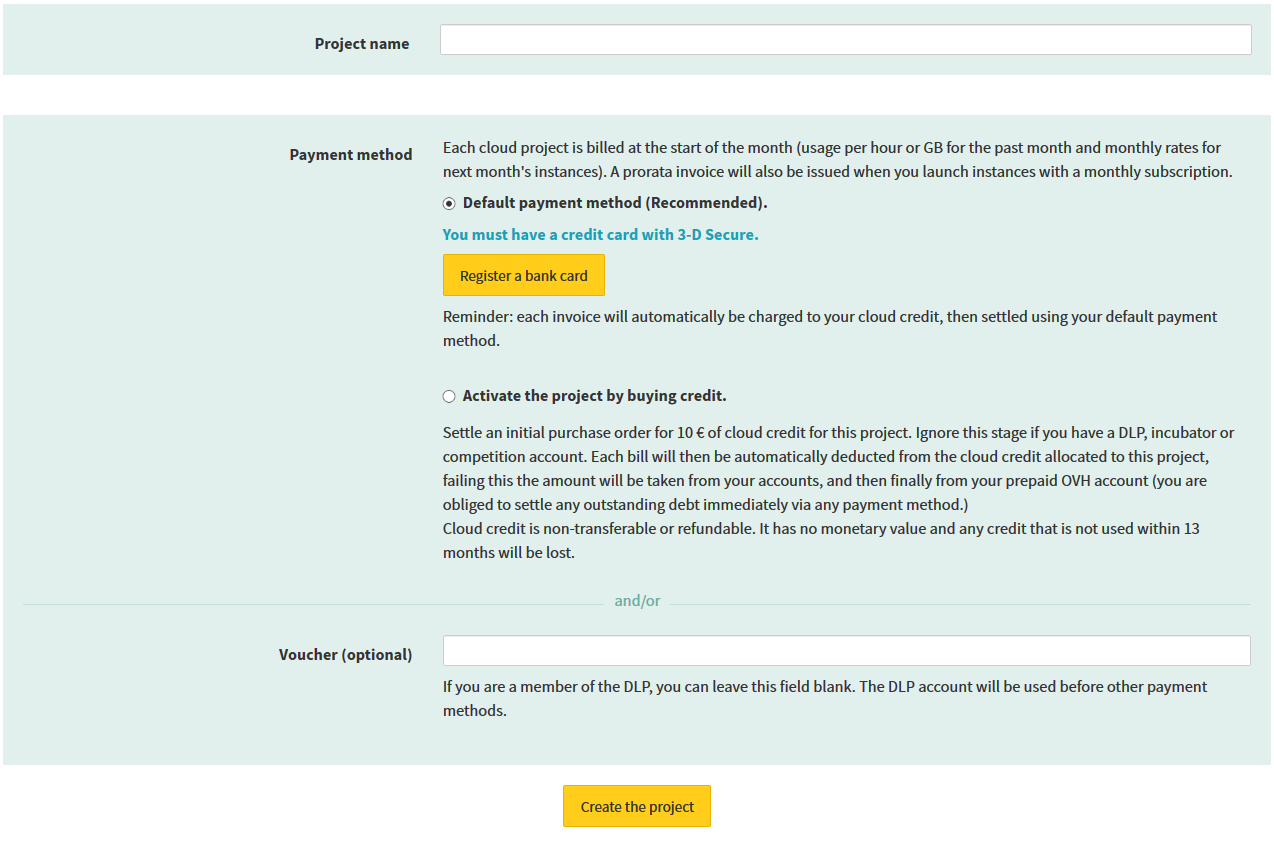 Project name
Payment method
Each cloud project is billed at the start of the month (usage per hour or GB for the past month and monthly rates for
next month's instances). A prorata invoice will also be issued when you launch instances with a monthly subscription.
Default payment method (Recommended).
You must have a credit card with 3-D Secure.
Register a bank card
Reminder: each invoice will automatically be charged to your cloud credit, then settled using your default payment
method.
Activate the project by buying credit.
Settle an initial purchase order for 10 € of cloud credit for this project. Ignore this stage if you have a DLP, incubator or
competition account. Each bill will then be automatically deducted from the cloud credit allocated to this project,
failing this the amount will be taken from your accounts, and then finally from your prepaid OVH account (you are
obliged to settle any outstanding debt immediately via any payment method.)
Cloud credit is non-transferable or refundable. It has no monetary value and any credit that is not used within 13
months will be lost.
and/or
Voucher (optional)
If you are a member of the DLP, you can leave this field blank. The DLP account will be used before other payment
methods.
Create the project